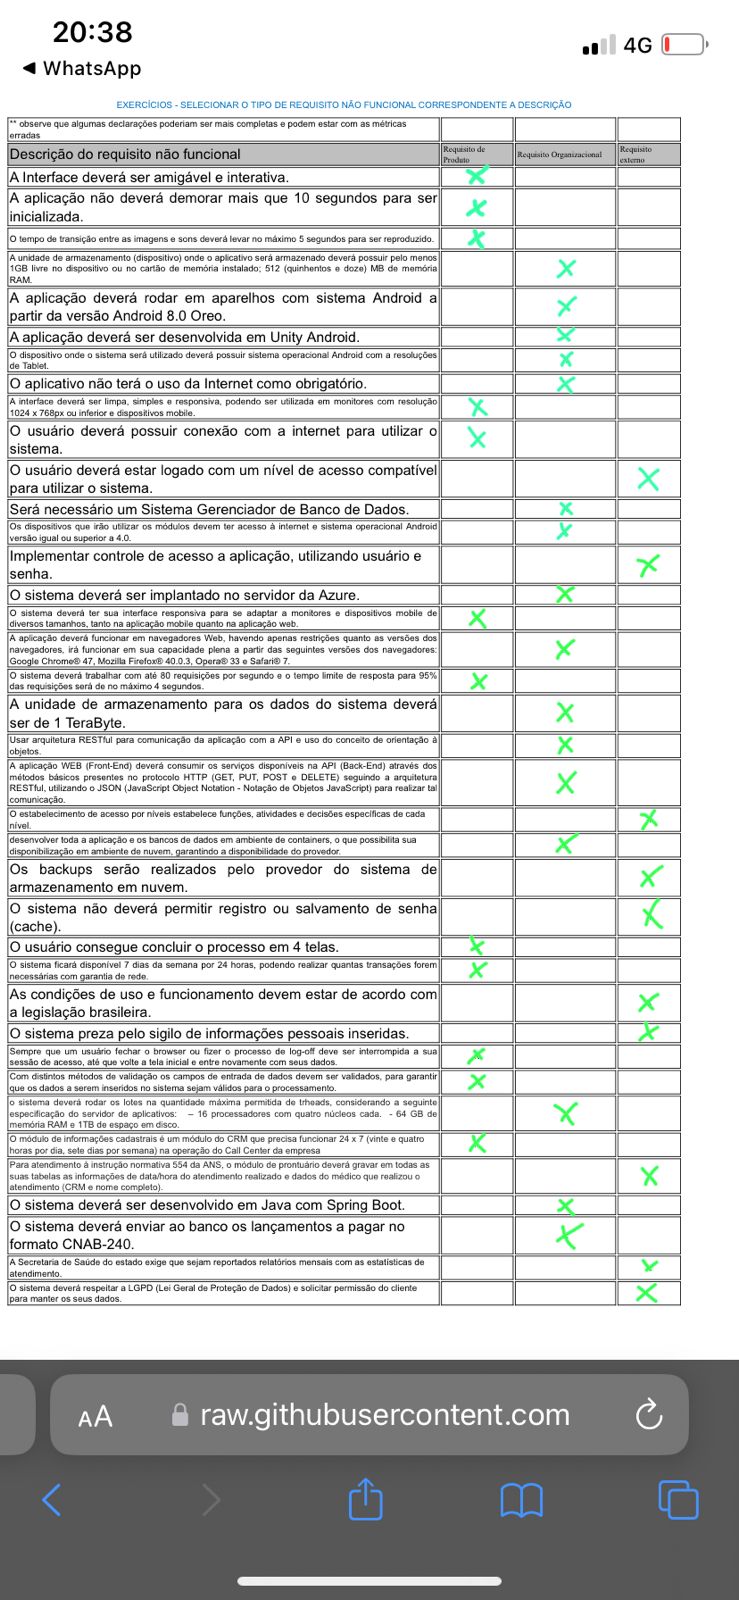 20:38
4G
◀ WhatsApp
EXERCÍCIOS - SELECIONAR O TIPO DE REQUISITO NÃO FUNCIONAL CORRESPONDENTE A DESCRIÇÃO
** observe que algumas declarações poderiam ser mais completas e podem estar com as métricas
erradas
Descrição do requisito não funcional
Requisito de
Produto
Requisito Organizacional
Requisito
externo
A Interface deverá ser amigável e interativa.
A aplicação não deverá demorar mais que 10 segundos para ser
inicializada.
O tempo de transição entre as imagens e sons deverá levar no máximo 5 segundos para ser reproduzido.
A unidade de armazenamento (dispositivo) onde o aplicativo será armazenado deverá possuir pelo menos
1GB livre no dispositivo ou no cartão de memória instalado; 512 (quinhentos e doze) MB de memória
RAM.
A aplicação deverá rodar em aparelhos com sistema Android a
partir da versão Android 8.0 Oreo.
A aplicação deverá ser desenvolvida em Unity Android.
O dispositivo onde o sistema será utilizado deverá possuir sistema operacional Android com a resoluções
de Tablet.
O aplicativo não terá o uso da Internet como obrigatório.
A interface deverá ser limpa, simples e responsiva, podendo ser utilizada em monitores com resolução
1024 x 768px ou inferior e dispositivos mobile.
O usuário deverá possuir conexão com a internet para utilizar o
sistema.
O usuário deverá estar logado com um nível de acesso compatível
para utilizar o sistema.
Será necessário um Sistema Gerenciador de Banco de Dados.
Os dispositivos que irão utilizar os módulos devem ter acesso à internet e sistema operacional Android
versão igual ou superior a 4.0.
Implementar controle de acesso a aplicação, utilizando usuário e
senha.
O sistema deverá ser implantado no servidor da Azure.
O sistema deverá ter sua interface responsiva para se adaptar a monitores e dispositivos mobile de
diversos tamanhos, tanto na aplicação mobile quanto na aplicação web.
A aplicação deverá funcionar em navegadores Web, havendo apenas restrições quanto as versões dos
navegadores, irá funcionar em sua capacidade plena a partir das seguintes versões dos navegadores:
Google Chrome® 47, Mozilla Firefox® 40.0.3, Opera® 33 e Safari® 7.
O sistema deverá trabalhar com até 80 requisições por segundo e o tempo limite de resposta para 95%
das requisições será de no máximo 4 segundos.
A unidade de armazenamento para os dados do sistema deverá
ser de 1 TeraByte.
Usar arquitetura RESTful para comunicação da aplicação com a API e uso do conceito de orientação à
objetos.
A aplicação WEB (Front-End) deverá consumir os serviços disponíveis na API (Back-End) através dos
métodos básicos presentes no protocolo HTTP (GET, PUT, POST e DELETE) seguindo a arquitetura
RESTful, utilizando o JSON (JavaScript Object Notation - Notação de Objetos JavaScript) para realizar tal
comunicação.
O estabelecimento de acesso por níveis estabelece funções, atividades e decisões específicas de cada
nível.
desenvolver toda a aplicação e os bancos de dados em ambiente de containers, o que possibilita sua
disponibilização em ambiente de nuvem, garantindo a disponibilidade do provedor.
Os backups serão realizados pelo provedor do sistema de
armazenamento em nuvem.
O sistema não deverá permitir registro ou salvamento de senha
(cache).
O usuário consegue concluir o processo em 4 telas.
O sistema ficará disponível 7 dias da semana por 24 horas, podendo realizar quantas transações forem
necessárias com garantia de rede.
As condições de uso e funcionamento devem estar de acordo com
a legislação brasileira.
O sistema preza pelo sigilo de informações pessoais inseridas.
Sempre que um usuário fechar o browser ou fizer o processo de log-off deve ser interrompida a sua
sessão de acesso, até que volte a tela inicial e entre novamente com seus dados.
Com distintos métodos de validação os campos de entrada de dados devem ser validados, para garantir
que os dados a serem inseridos no sistema sejam válidos para o processamento.
o sistema deverá rodar os lotes na quantidade máxima permitida de trheads, considerando a seguinte
especificação do servidor de aplicativos: – 16 processadores com quatro núcleos cada. - 64 GB de
memória RAM e 1TB de espaço em disco.
O módulo de informações cadastrais é um módulo do CRM que precisa funcionar 24 x 7 (vinte e quatro
horas por dia, sete dias por semana) na operação do Call Center da empresa
Para atendimento à instrução normativa 554 da ANS, o módulo de prontuário deverá gravar em todas as
suas tabelas as informações de data/hora do atendimento realizado e dados do médico que realizou o
atendimento (CRM e nome completo).
O sistema deverá ser desenvolvido em Java com Spring Boot.
O sistema deverá enviar ao banco os lançamentos a pagar no
formato CNAB-240.
A Secretaria de Saúde do estado exige que sejam reportados relatórios mensais com as estatísticas de
atendimento.
O sistema deverá respeitar a LGPD (Lei Geral de Proteção de Dados) e solicitar permissão do cliente
para manter os seus dados.
AA
raw.githubusercontent.com